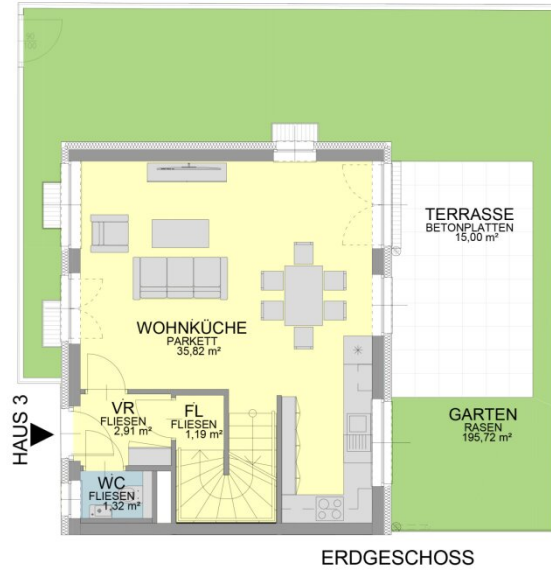 TERRASSE
BETONPLATTEN
15,00 m²
WOHNKÜCHE
PARKETT
35,82 m²
HAUS 3
VR
FLIESEN
2,91 m²
FL
FLIESEN
1,19 m²
GARTEN
RASEN
195,72 m²
WC
FLIESEN
1,32 m²
ERDGESCHOSS